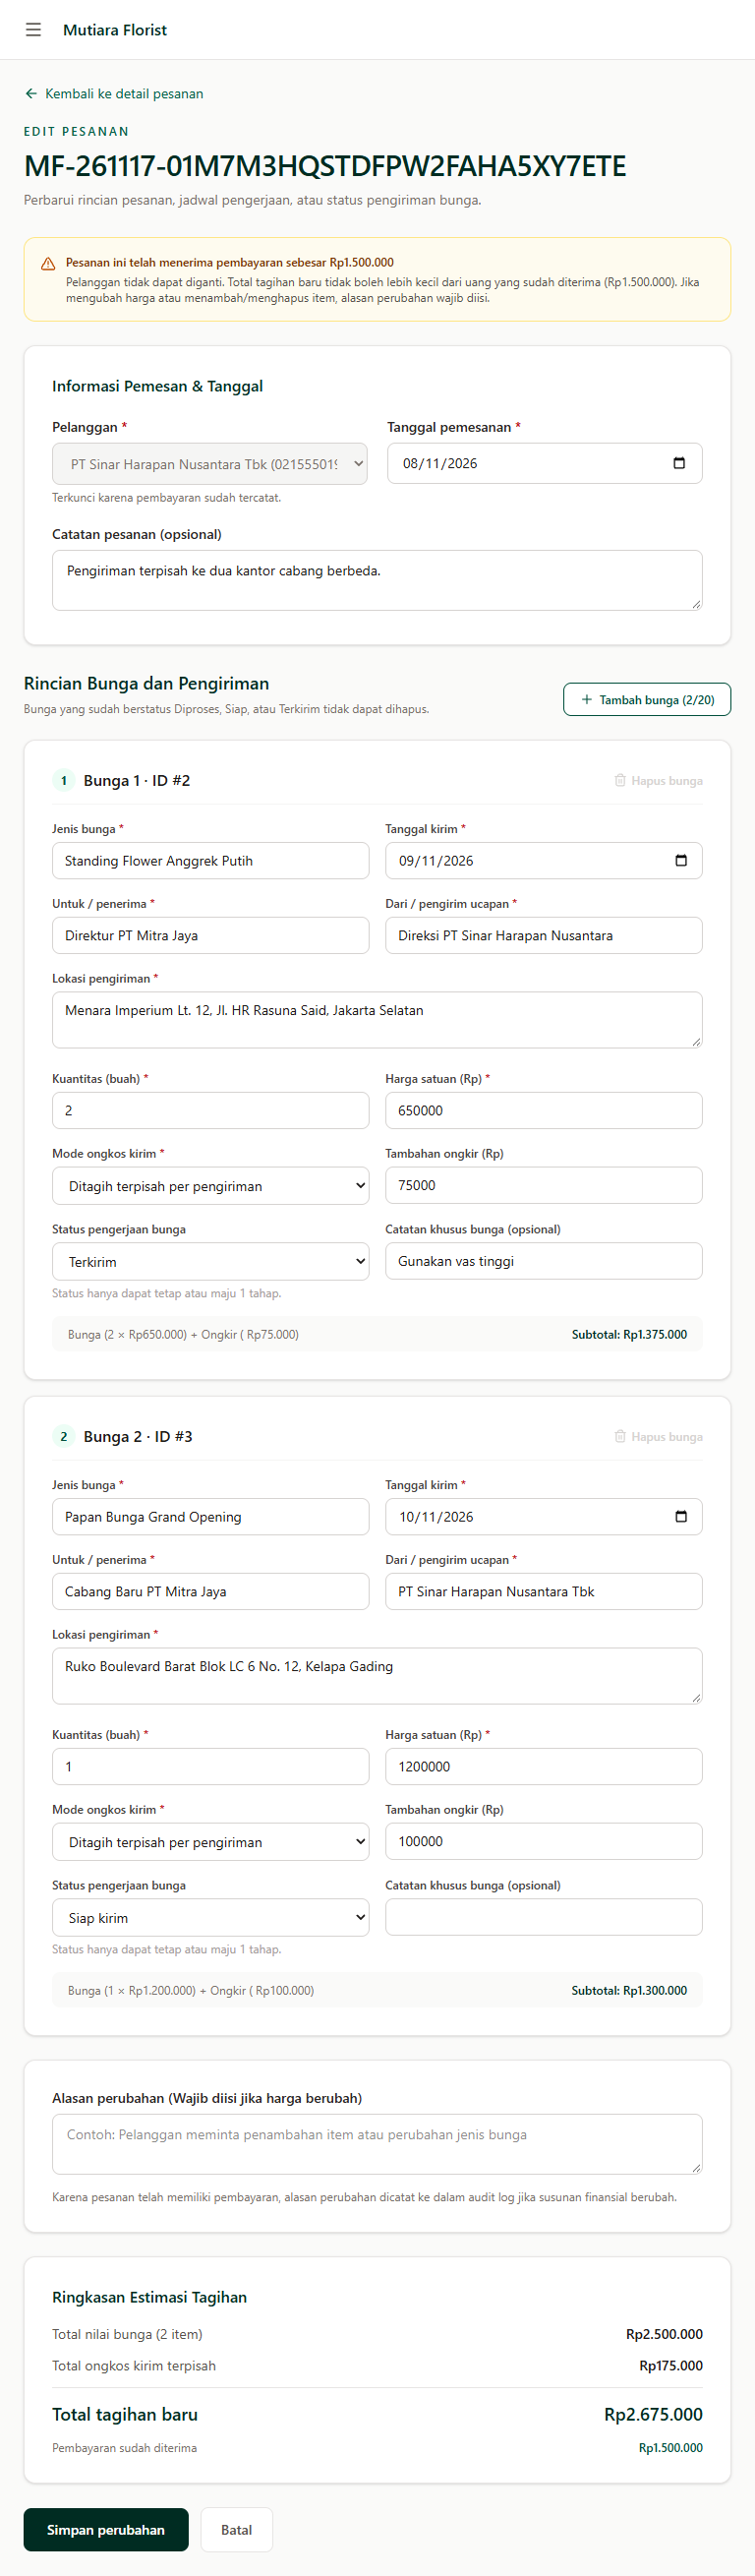 Mutiara Florist
Kembali ke detail pesanan
EDIT PESANAN
MF-261117-01M7M3HQSTDFPW2FAHA5XY7ETE
Perbarui rincian pesanan, jadwal pengerjaan, atau status pengiriman bunga.
Pesanan ini telah menerima pembayaran sebesar Rp1.500.000
Pelanggan tidak dapat diganti. Total tagihan baru tidak boleh lebih kecil dari uang yang sudah diterima (Rp1.500.000). Jika
mengubah harga atau menambah/menghapus item, alasan perubahan wajib diisi.
Informasi Pemesan & Tanggal
Pelanggan * Tanggal pemesanan *
PT Sinar Harapan Nusantara Tbk (02155501 08/11/2026
Terkunci karena pembayaran sudah tercatat.
Catatan pesanan (opsional)
Pengiriman terpisah ke dua kantor cabang berbeda.
Rincian Bunga dan Pengiriman
Bunga yang sudah berstatus Diproses, Siap, atau Terkirim tidak dapat dihapus.
Tambah bunga (2/20)
1 Bunga 1 · ID #2 Hapus bunga
Jenis bunga * Tanggal kirim *
Standing Flower Anggrek Putih 09/11/2026
Untuk / penerima * Dari / pengirim ucapan *
Direktur PT Mitra Jaya Direksi PT Sinar Harapan Nusantara
Lokasi pengiriman *
Menara Imperium Lt. 12, Jl. HR Rasuna Said, Jakarta Selatan
Kuantitas (buah) * Harga satuan (Rp) *
2 650000
Mode ongkos kirim * Tambahan ongkir (Rp)
Ditagih terpisah per pengiriman 75000
Status pengerjaan bunga Catatan khusus bunga (opsional)
Terkirim Gunakan vas tinggi
Status hanya dapat tetap atau maju 1 tahap.
Bunga (2 × Rp650.000) + Ongkir ( Rp75.000) Subtotal: Rp1.375.000
2 Bunga 2 · ID #3 Hapus bunga
Jenis bunga * Tanggal kirim *
Papan Bunga Grand Opening 10/11/2026
Untuk / penerima * Dari / pengirim ucapan *
Cabang Baru PT Mitra Jaya PT Sinar Harapan Nusantara Tbk
Lokasi pengiriman *
Ruko Boulevard Barat Blok LC 6 No. 12, Kelapa Gading
Kuantitas (buah) * Harga satuan (Rp) *
1 1200000
Mode ongkos kirim * Tambahan ongkir (Rp)
Ditagih terpisah per pengiriman 100000
Status pengerjaan bunga Catatan khusus bunga (opsional)
Siap kirim
Status hanya dapat tetap atau maju 1 tahap.
Bunga (1 × Rp1.200.000) + Ongkir ( Rp100.000) Subtotal: Rp1.300.000
Alasan perubahan (Wajib diisi jika harga berubah)
Contoh: Pelanggan meminta penambahan item atau perubahan jenis bunga
Karena pesanan telah memiliki pembayaran, alasan perubahan dicatat ke dalam audit log jika susunan finansial berubah.
Ringkasan Estimasi Tagihan
Total nilai bunga (2 item) Rp2.500.000
Total ongkos kirim terpisah Rp175.000
Total tagihan baru Rp2.675.000
Pembayaran sudah diterima Rp1.500.000
Simpan perubahan Batal